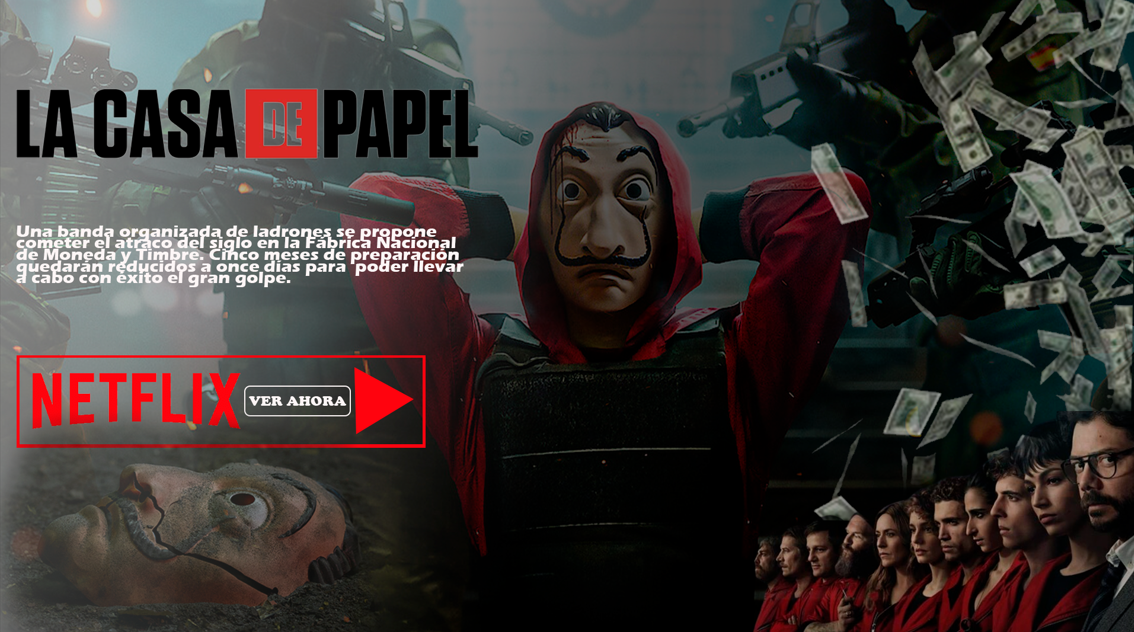 LA CASA DE PAPEL
Una banda organizada de ladrones se propone
cometer el atraco del siglo en la Fábrica Nacional
de Moneda y Timbre. Cinco meses de preparación
quedarán reducidos a once días para 'poder llevar
a cabo con éxito el gran golpe.
NETFLIX VER AHORA